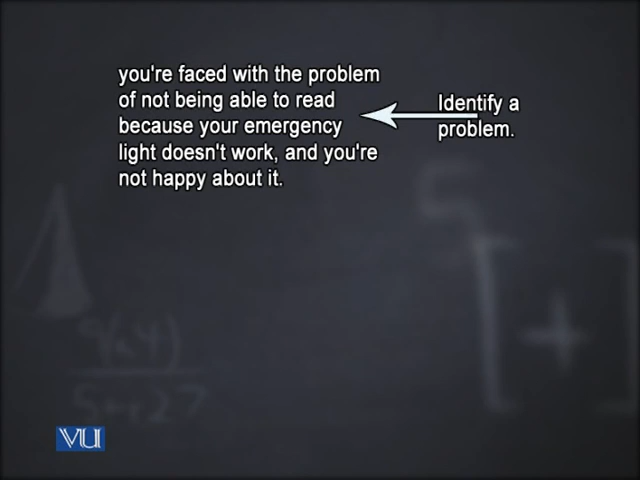 you're faced with the problem
of not being able to read
because your emergency
light doesn't work, and you're
not happy about it.
Identify a
problem.
VU